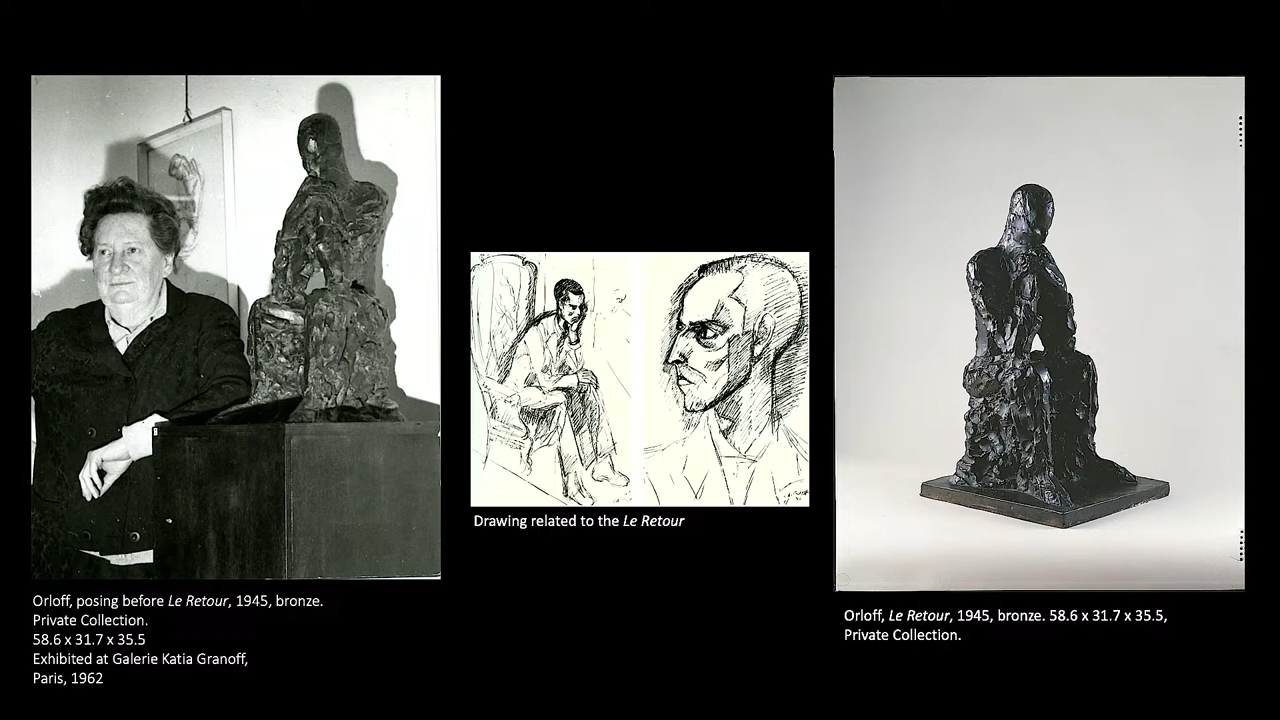 Orloff, posing before Le Retour, 1945, bronze.
Private Collection.
58.6 x 31.7 x 35.5
Exhibited at Galerie Katia Granoff,
Paris, 1962
Drawing related to the Le Retour
Orloff, Le Retour, 1945, bronze. 58.6 x 31.7 x 35.5,
Private Collection.